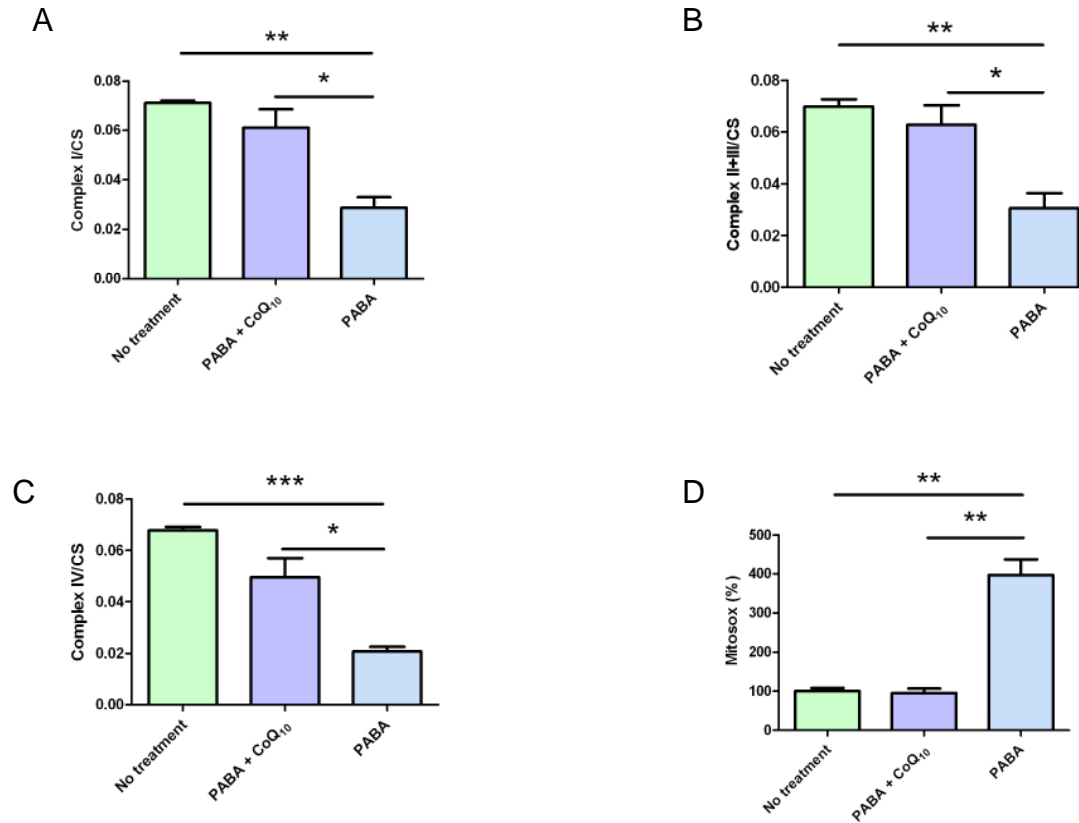 A
**
*
0.08
0.06
0.04
0.02
0.00
Complex I/CS
No treatment
PABA + CoQ10
PABA
B
**
*
0.08
0.06
0.04
0.02
0.00
Complex II+III/CS
No treatment
PABA + CoQ10
PABA
C
***
*
0.08
0.06
0.04
0.02
0.00
Complex IV/CS
No treatment
PABA + CoQ10
PABA
D
**
**
500
400
300
200
100
0
Mitosox (%)
No treatment
PABA + CoQ10
PABA